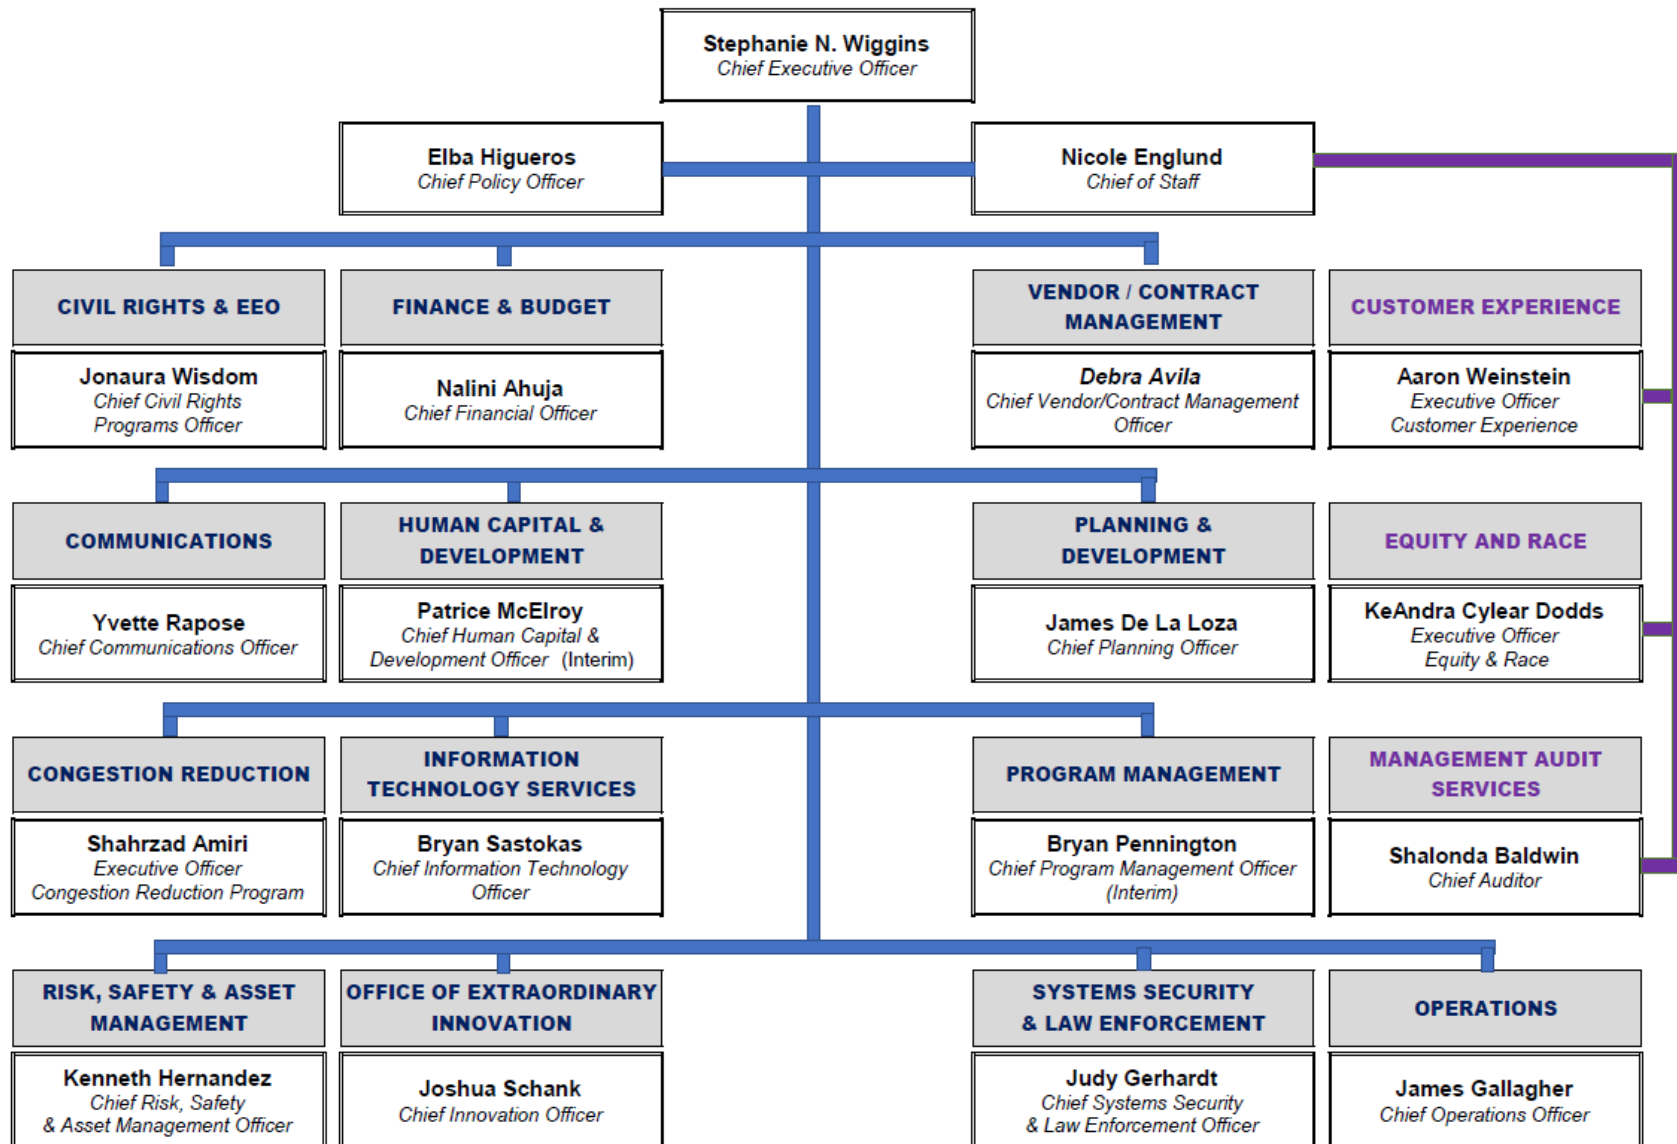 Stephanie N. Wiggins
Chief Executive Officer
Elba Higueros
Chief Policy Officer
Nicole Englund
Chief of Staff
CIVIL RIGHTS & EEO
Jonaura Wisdom
Chief Civil Rights
Programs Officer
FINANCE & BUDGET
Nalini Ahuja
Chief Financial Officer
VENDOR / CONTRACT
MANAGEMENT
Debra Avila
Chief Vendor/Contract Management
Officer
CUSTOMER EXPERIENCE
Aaron Weinstein
Executive Officer
Customer Experience
COMMUNICATIONS
Yvette Rapose
Chief Communications Officer
HUMAN CAPITAL &
DEVELOPMENT
Patrice McElroy
Chief Human Capital &
Development Officer (Interim)
PLANNING &
DEVELOPMENT
James De La Loza
Chief Planning Officer
EQUITY AND RACE
KeAndra Cylear Dodds
Executive Officer
Equity & Race
CONGESTION REDUCTION
Shahrzad Amiri
Executive Officer
Congestion Reduction Program
INFORMATION
TECHNOLOGY SERVICES
Bryan Sastokas
Chief Information Technology
Officer
PROGRAM MANAGEMENT
Bryan Pennington
Chief Program Management Officer
(Interim)
MANAGEMENT AUDIT
SERVICES
Shalonda Baldwin
Chief Auditor
RISK, SAFETY & ASSET
MANAGEMENT
Kenneth Hernandez
Chief Risk, Safety
& Asset Management Officer
OFFICE OF EXTRAORDINARY
INNOVATION
Joshua Schank
Chief Innovation Officer
SYSTEMS SECURITY
& LAW ENFORCEMENT
Judy Gerhardt
Chief Systems Security
& Law Enforcement Officer
OPERATIONS
James Gallagher
Chief Operations Officer